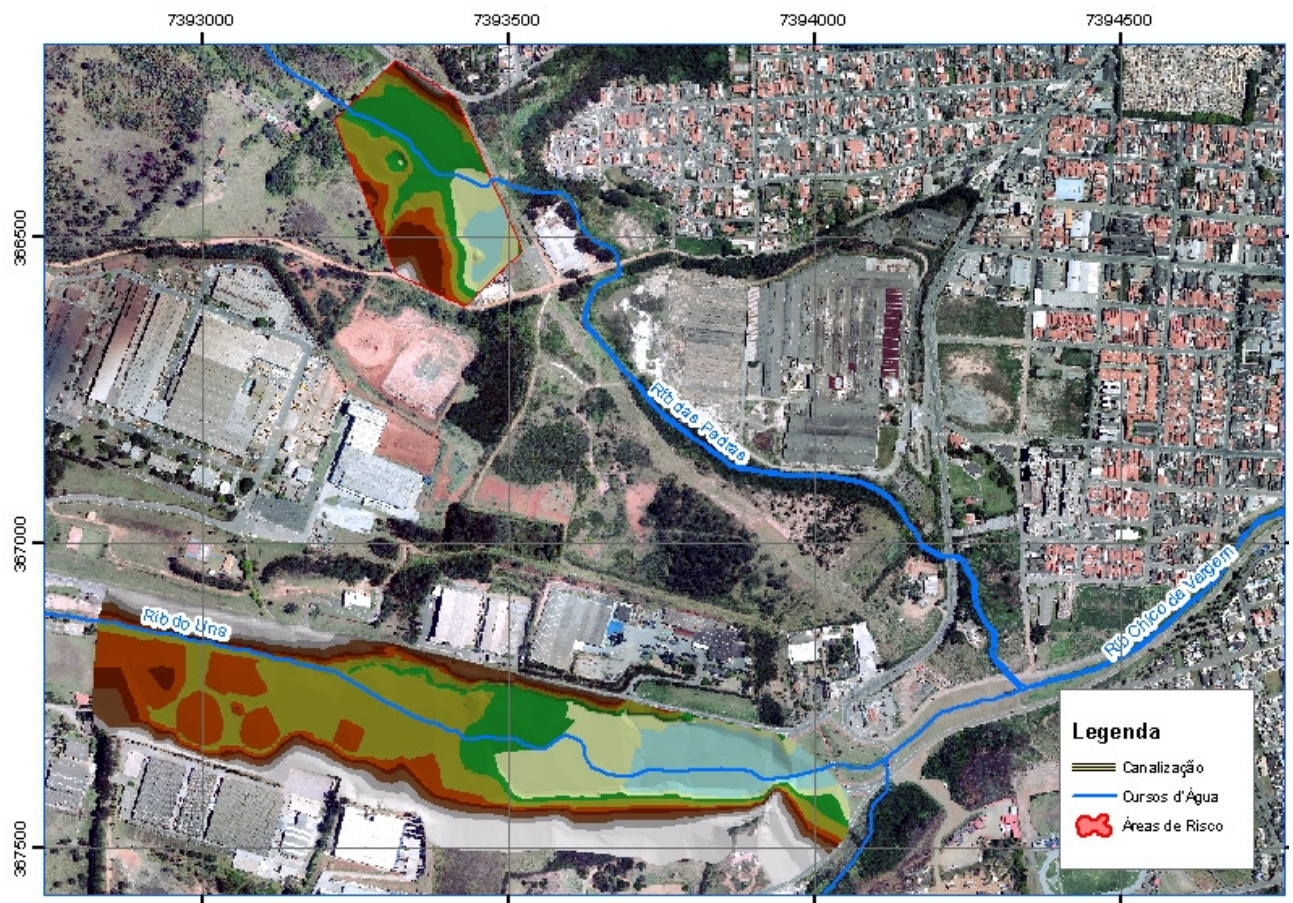 7393000
7393500
7394000
7394500
366500
367000
367500
Rib das Pedras
Rib do Lins
Rib Chico da Vargem
Legenda
Canalização
Cursos d'Água
Áreas de Risco